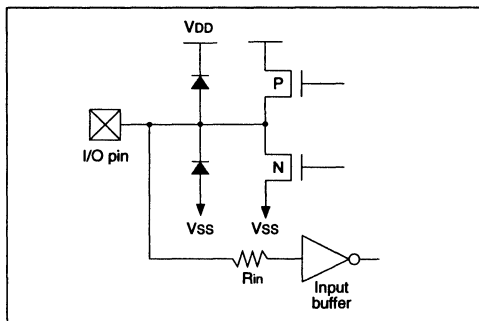 VDD
P
I/O pin
N
VSS
VSS
Rin
Input
buffer